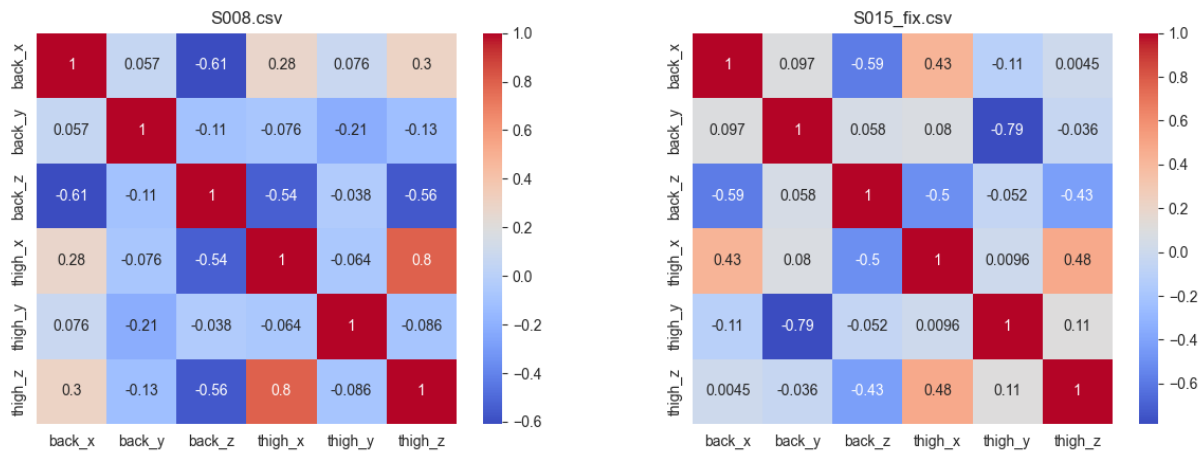 S008.csv
back_x 1 0.057 -0.61 0.28 0.076 0.3
back_y 0.057 1 -0.11 -0.076 -0.21 -0.13
back_z -0.61 -0.11 1 -0.54 -0.038 -0.56
thigh_x 0.28 -0.076 -0.54 1 -0.064 0.8
thigh_y 0.076 -0.21 -0.038 -0.064 1 -0.086
thigh_z 0.3 -0.13 -0.56 0.8 -0.086 1
back_x back_y back_z thigh_x thigh_y thigh_z
1.0
0.8
0.6
0.4
0.2
0.0
−0.2
−0.4
−0.6
S015_fix.csv
back_x 1 0.097 -0.59 0.43 -0.11 0.0045
back_y 0.097 1 0.058 0.08 -0.79 -0.036
back_z -0.59 0.058 1 -0.5 -0.052 -0.43
thigh_x 0.43 0.08 -0.5 1 0.0096 0.48
thigh_y -0.11 -0.79 -0.052 0.0096 1 0.11
thigh_z 0.0045 -0.036 -0.43 0.48 0.11 1
back_x back_y back_z thigh_x thigh_y thigh_z
1.0
0.8
0.6
0.4
0.2
0.0
−0.2
−0.4
−0.6